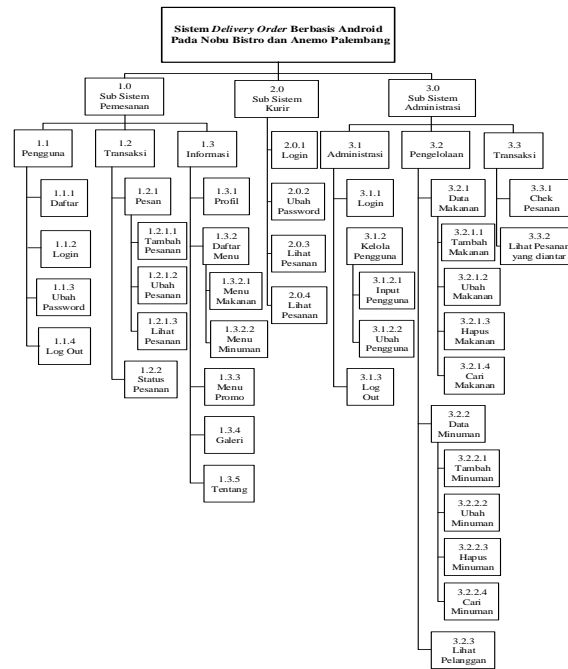 Sistem Delivery Order Berbasis Android
Pada Nobu Bistro dan Anemo Palembang
1.0
Sub Sistem
Pemesanan
2.0
Sub Sistem
Kurir
3.0
Sub Sistem
Administrasi
1.1
Pengguna
1.1.1
Daftar
1.1.2
Login
1.1.3
Ubah
Password
1.1.4
Log Out
1.2
Transaksi
1.2.1
Pesan
1.2.1.1
Tambah
Pesanan
1.2.1.2
Ubah
Pesanan
1.2.1.3
Lihat
Pesanan
1.2.2
Status
Pesanan
1.3
Informasi
1.3.1
Profil
1.3.2
Daftar
Menu
1.3.2.1
Menu
Makanan
1.3.2.2
Menu
Minuman
1.3.3
Menu
Promo
1.3.4
Galeri
1.3.5
Tentang
2.0.1
Login
2.0.2
Ubah
Password
2.0.3
Lihat
Pesanan
2.0.4
Lihat
Pesanan
3.1
Administrasi
3.1.1
Login
3.1.2
Kelola
Pengguna
3.1.2.1
Input
Pengguna
3.1.2.2
Ubah
Pengguna
3.1.3
Log
Out
3.2
Pengelolaan
3.2.1
Data
Makanan
3.2.1.1
Tambah
Makanan
3.2.1.2
Ubah
Makanan
3.2.1.3
Hapus
Makanan
3.2.1.4
Cari
Makanan
3.2.2
Data
Minuman
3.2.2.1
Tambah
Minuman
3.2.2.2
Ubah
Minuman
3.2.2.3
Hapus
Minuman
3.2.2.4
Cari
Minuman
3.2.3
Lihat
Pelanggan
3.3
Transaksi
3.3.1
Chek
Pesanan
3.3.2
Lihat Pesanan
yang diantar